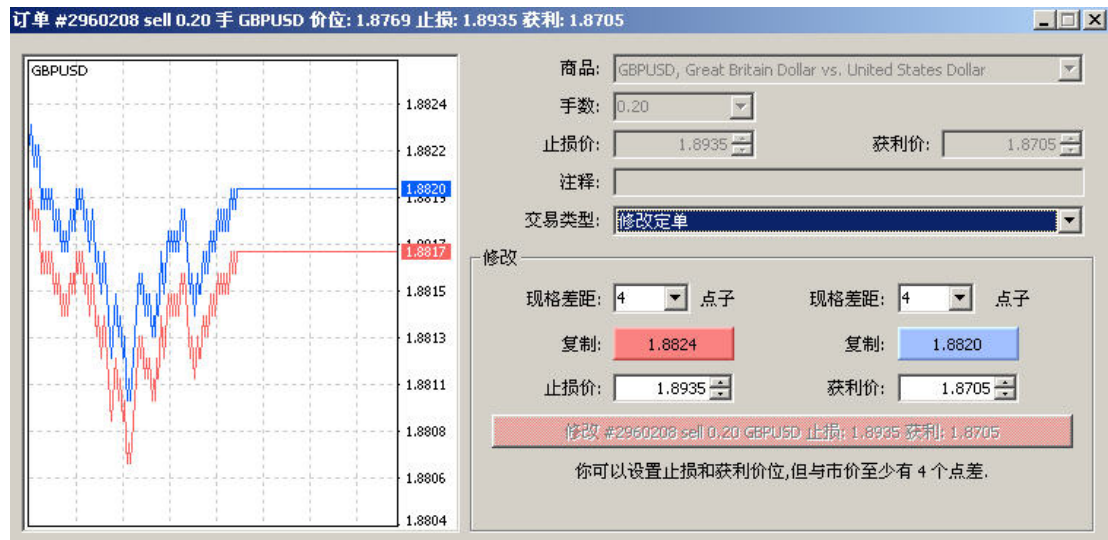 订单 #2960208 sell 0.20 手 GBPUSD 价位: 1.8769 止损: 1.8935 获利: 1.8705
GBPUSD
1.8824
1.8822
1.8820
1.8819
1.8817
1.8817
1.8815
1.8813
1.8811
1.8808
1.8806
1.8804
商品: GBPUSD, Great Britain Dollar vs. United States Dollar
手数: 0.20
止损价: 1.8935 获利价: 1.8705
注释:
交易类型: 修改定单
修改
现格差距: 4 点子 现格差距: 4 点子
复制: 1.8824 复制: 1.8820
止损价: 1.8935 获利价: 1.8705
修改 #2960208 sell 0.20 GBPUSD 止损: 1.8935 获利: 1.8705
你可以设置止损和获利价位,但与市价至少有 4 个点差.